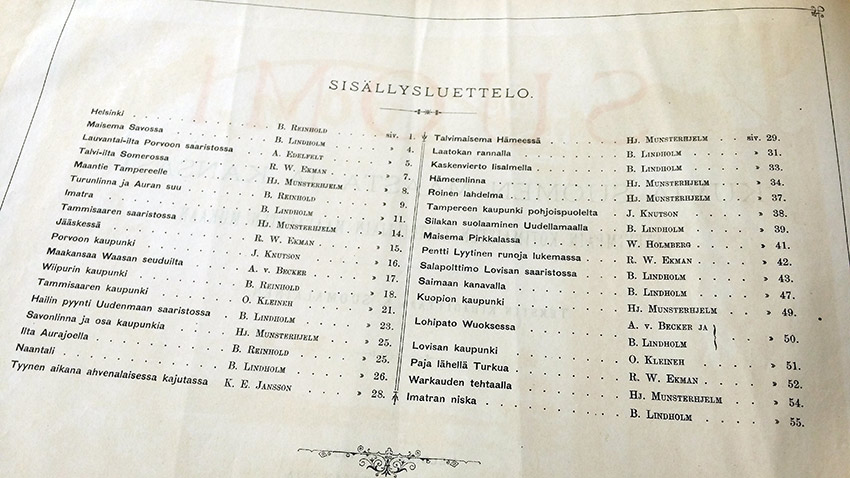 SISÄLLYSLUETTELO.
Helsinki . . . B. REINHOLD . . . siv. 1.
Maisema Savossa . . . B. LINDHOLM . . . » 4.
Lauvantai-ilta Porvoon saaristossa . A. EDELFELT . . . » 5.
Talvi-ilta Somerossa . . . R. W. EKMAN . . . » 7.
Maantie Tampereelle . . . HJ. MUNSTERHJELM . . » 8.
Turunlinna ja Auran suu . . . B. REINHOLD . . . » 9.
Imatra . . . B. LINDHOLM . . . » 11.
Tammisaaren saaristossa . . . HJ. MUNSTERHJELM . . » 14.
Jääskessä . . . R. W. EKMAN . . . » 15.
Porvoon kaupunki . . . J. KNUTSON . . . » 16.
Maakansaa Waasan seuduilta . . . A. v. BECKER . . . » 17.
Wiipurin kaupunki . . . B. REINHOLD . . . » 18.
Tammisaaren kaupunki . . . O. KLEINEH . . . » 21.
Hailin pyynti Uudenmaan saaristossa . B. LINDHOLM . . . » 23.
Savonlinna ja osa kaupunkia . . . HJ. MUNSTERHJELM . . » 25.
Ilta Aurajoella . . . B. REINHOLD . . . » 25.
Naantali . . . B. LINDHOLM . . . » 26.
Tyynen aikana ahvenalaisessa kajutassa K. E. JANSSON . . . » 28.
Talvimaisema Hämeessä . . . HJ. MUNSTERHJELM . siv. 29.
Laatokan rannalla . . . B. LINDHOLM . . . » 31.
Kaskenvierto Iisalmella . . . B. LINDHOLM . . . » 33.
Hämeenlinna . . . HJ. MUNSTERHJELM . . » 34.
Roinen lahdelma . . . HJ. MUNSTERHJELM . . » 37.
Tampereen kaupunki pohjoispuolelta . J. KNUTSON . . . » 38.
Silakan suolaaminen Uudellamaalla . B. LINDHOLM . . . » 39.
Maisema Pirkkalassa . . . W. HOLMBERG . . . » 41.
Pentti Lyytinen runoja lukemassa . . R. W. EKMAN . . . » 42.
Salapolttimo Lovisan saaristossa . . B. LINDHOLM . . . » 43.
Saimaan kanavalla . . . B. LINDHOLM . . . » 47.
Kuopion kaupunki . . . HJ. MUNSTERHJELM . . » 49.
Lohipato Wuoksessa . . . A. v. BECKER JA
B. LINDHOLM } » 50.
Lovisan kaupunki . . . O. KLEINEH . . . » 51.
Paja lähellä Turkua . . . R. W. EKMAN . . . » 52.
Warkauden tehtaalla . . . HJ. MUNSTERHJELM . . » 54.
Imatran niska . . . B. LINDHOLM . . . » 55.